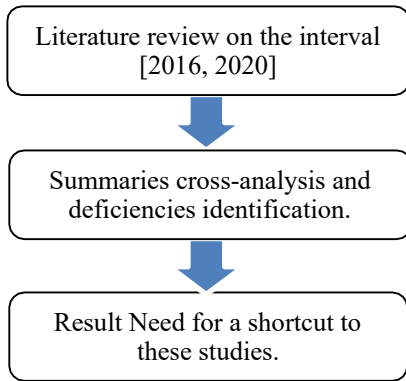 Literature review on the interval
[2016, 2020]
Summaries cross-analysis and
deficiencies identification.
Result Need for a shortcut to
these studies.